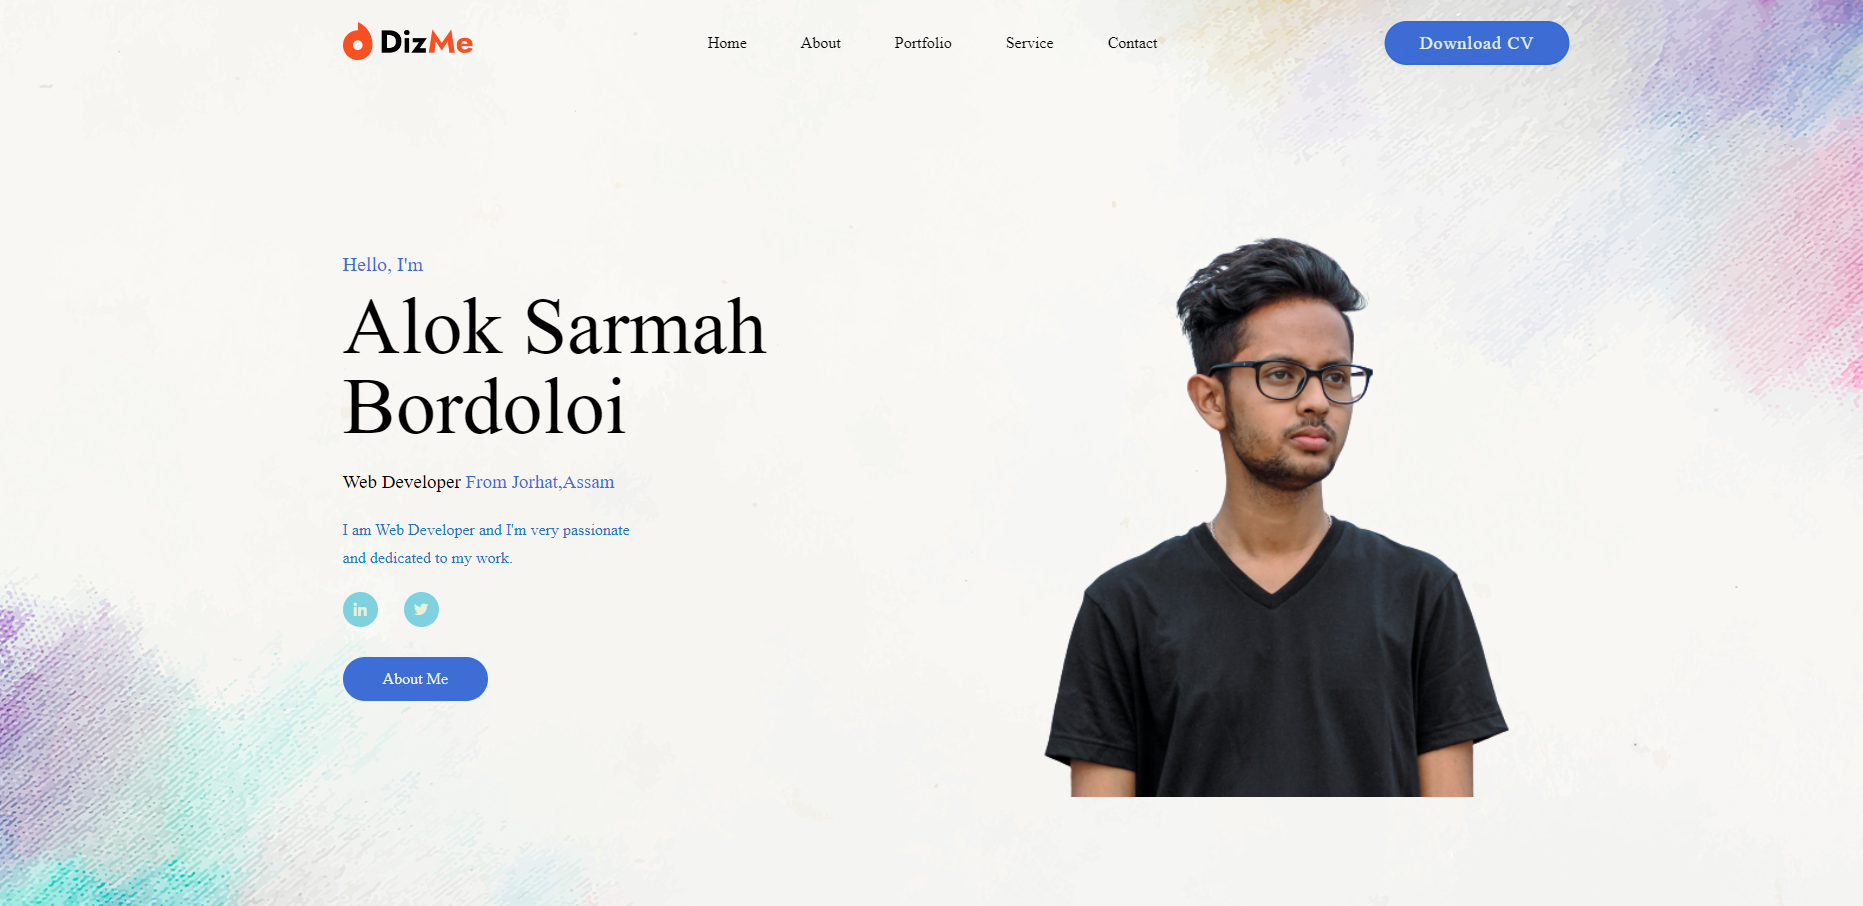 DizMe
Home About Portfolio Service Contact
Download CV
Hello, I'm
Alok Sarmah
Bordoloi
Web Developer From Jorhat,Assam
I am Web Developer and I'm very passionate
and dedicated to my work.
in
About Me